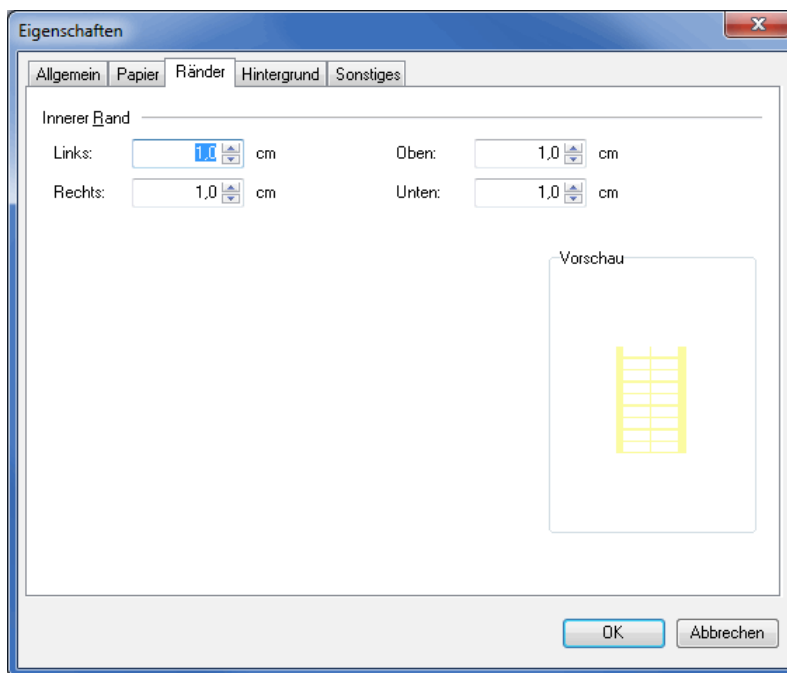 Eigenschaften
Allgemein Papier Ränder Hintergrund Sonstiges
Innerer Rand
Links: 1,0 cm Oben: 1,0 cm
Rechts: 1,0 cm Unten: 1,0 cm
Vorschau
OK Abbrechen